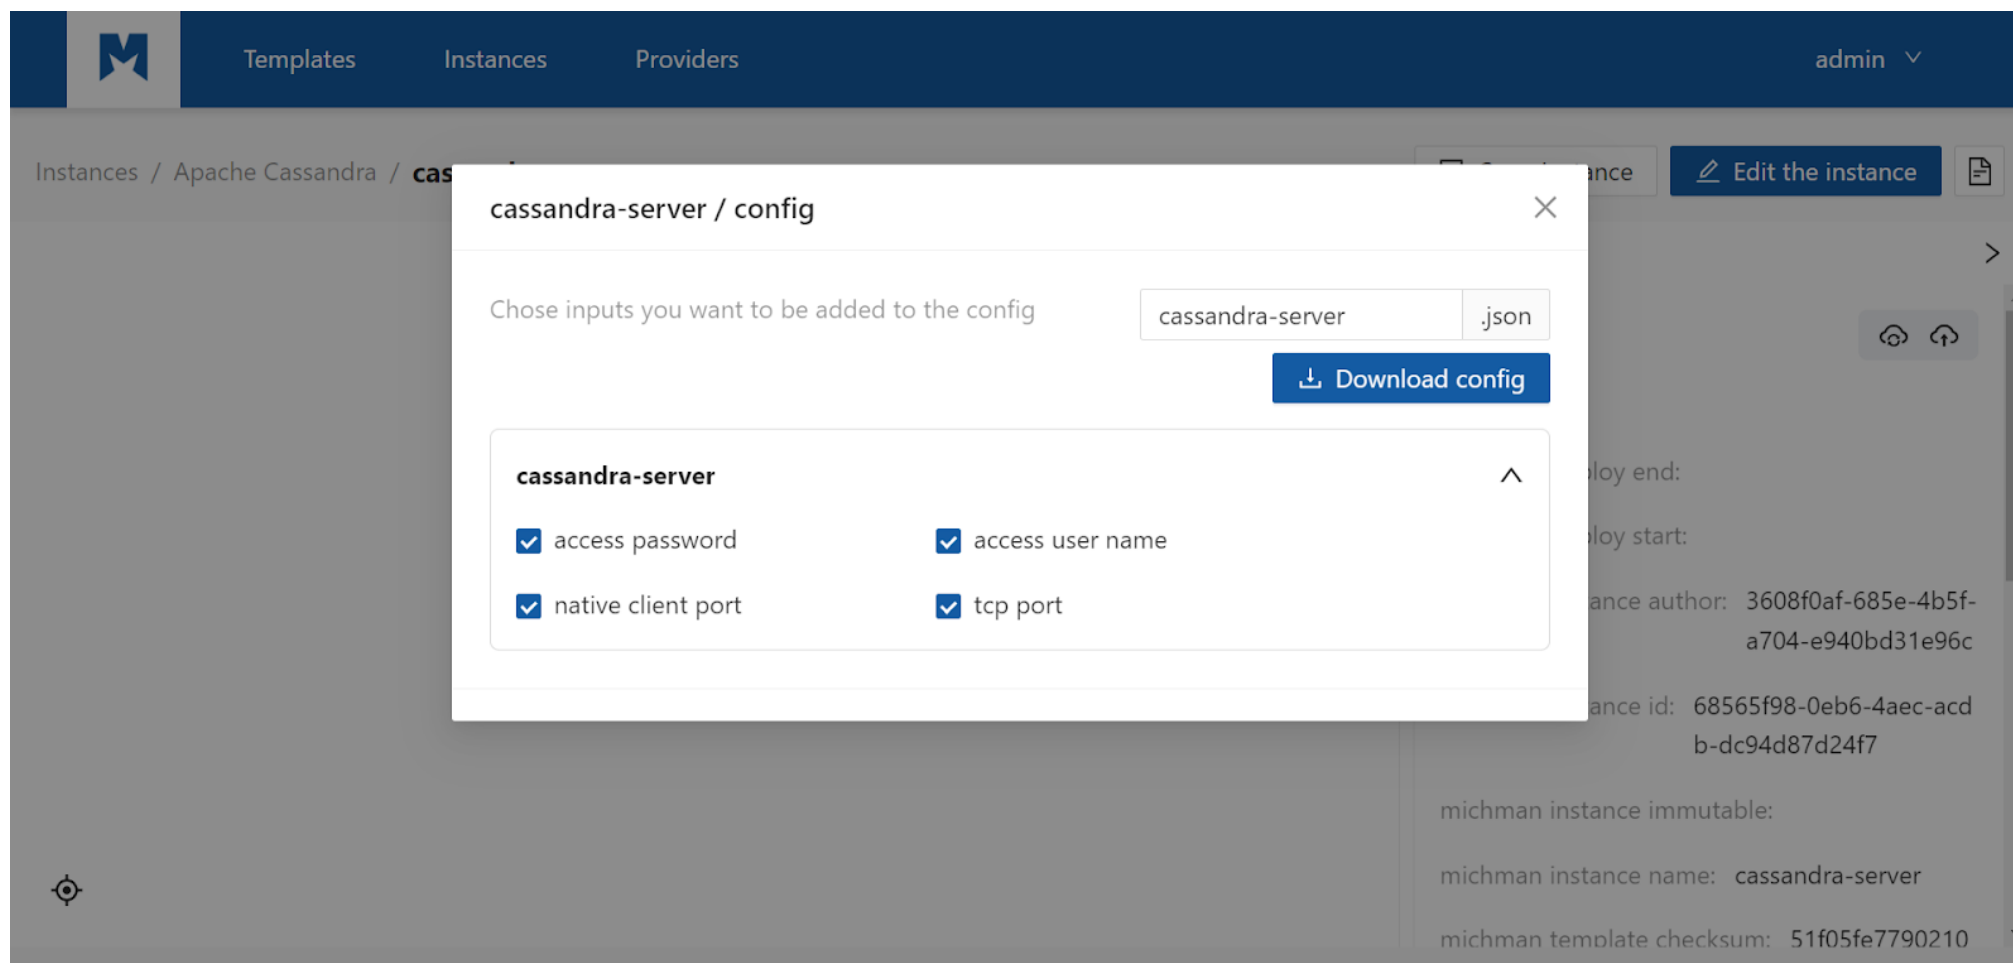 Templates Instances Providers admin
Instances / Apache Cassandra / cas
ance Edit the instance
cassandra-server / config
Chose inputs you want to be added to the config
cassandra-server .json
Download config
cassandra-server
access password access user name
native client port tcp port
loy end:
loy start:
ance author: 3608f0af-685e-4b5f-
a704-e940bd31e96c
ance id: 68565f98-0eb6-4aec-acd
b-dc94d87d24f7
michman instance immutable:
michman instance name: cassandra-server
michman template checksum: 51f05fe7790210